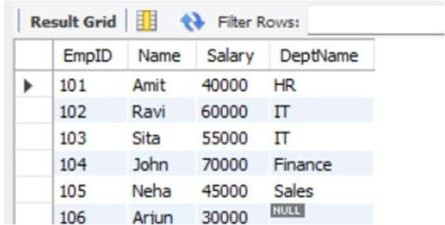 Result Grid Filter Rows:
EmpID Name Salary DeptName
101 Amit 40000 HR
102 Ravi 60000 IT
103 Sita 55000 IT
104 John 70000 Finance
105 Neha 45000 Sales
106 Arjun 30000 NULL